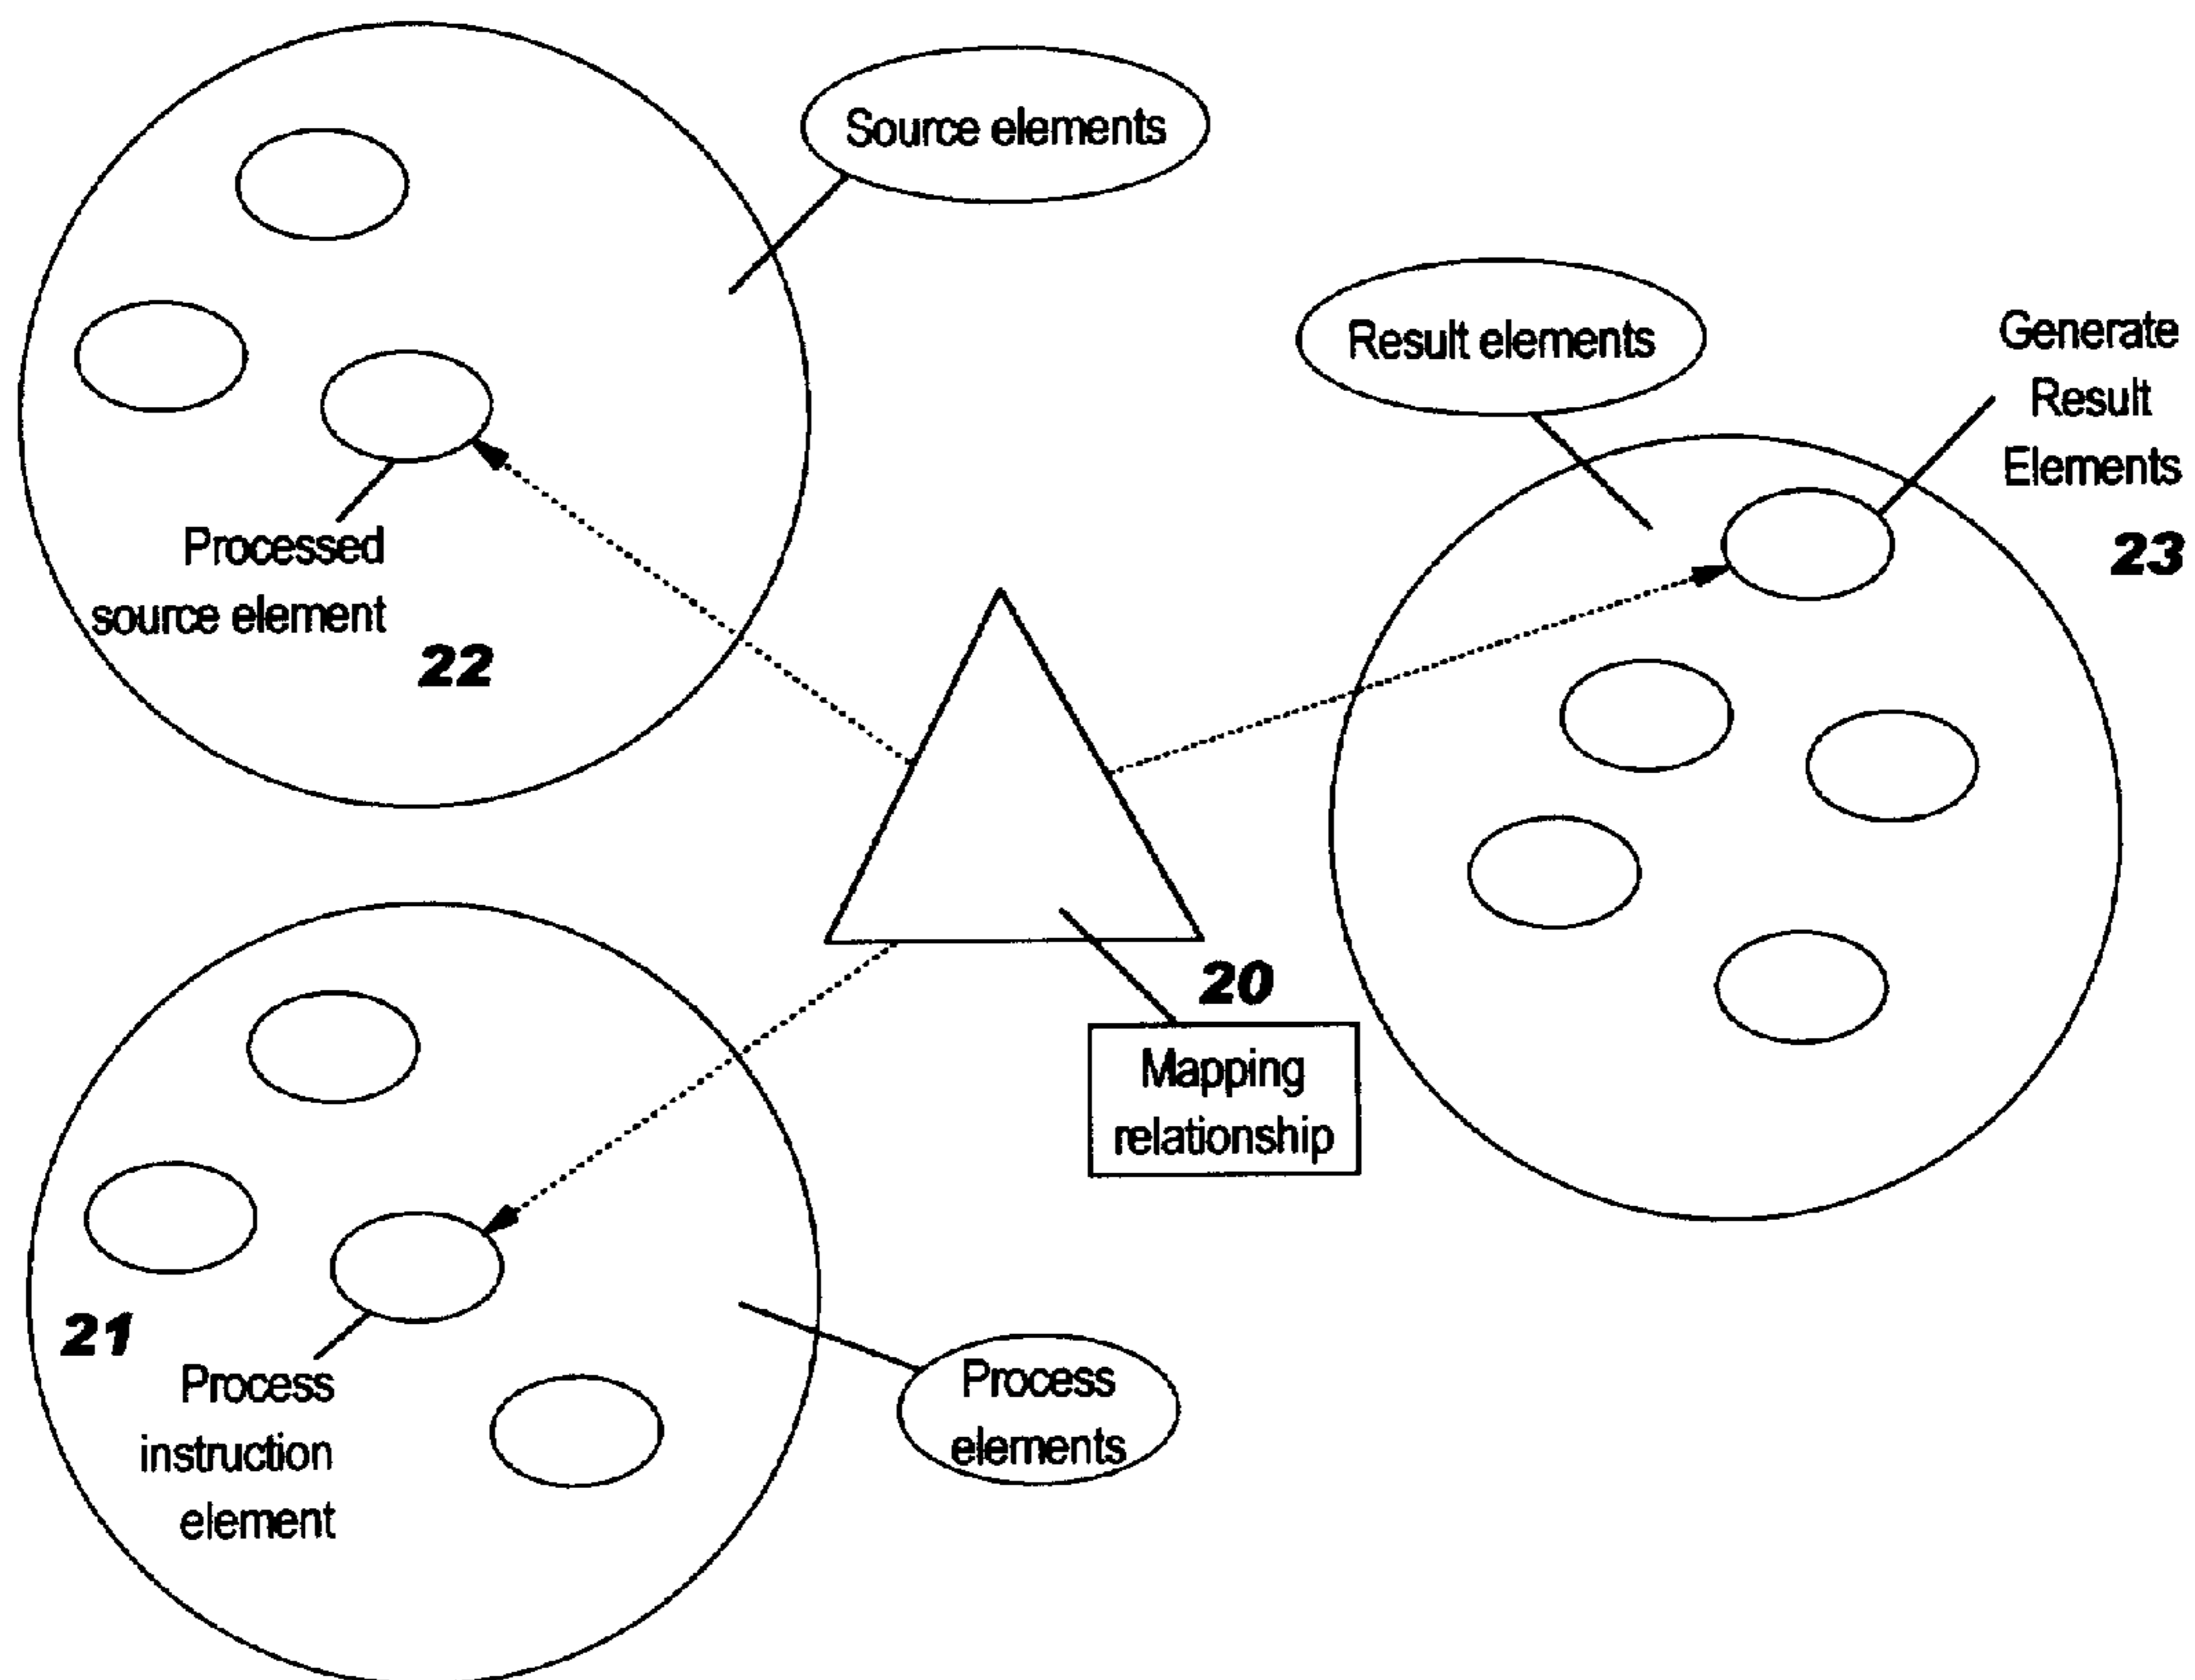 Source elements
Result elements
Generate
Result
Elements
23
Processed
source element
22
20
Mapping
relationship
21
Process
instruction
element
Process
elements